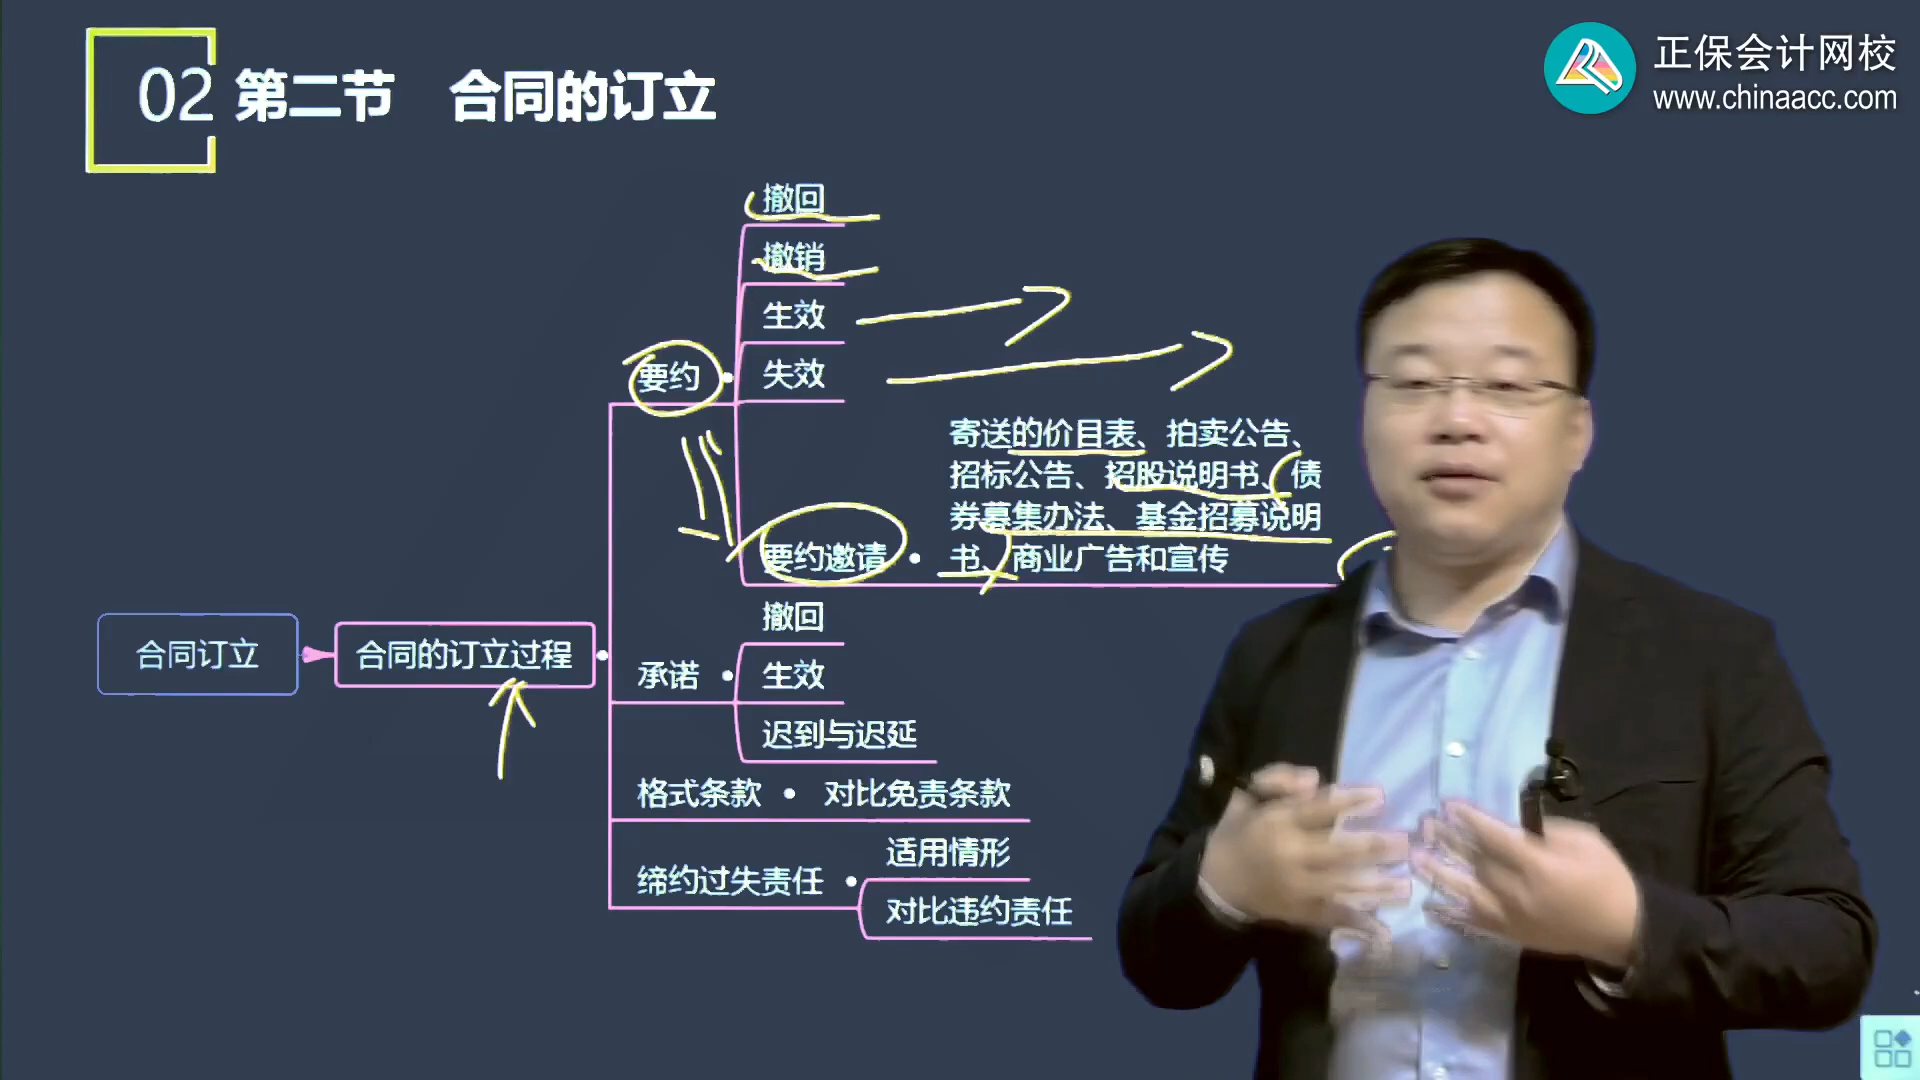 02 第二节 合同的订立
正保会计网校
www.chinaacc.com
撤回
撤销
生效
要约
失效
寄送的价目表、拍卖公告、
招标公告、招股说明书、债
券募集办法、基金招募说明
要约邀请 • 书、商业广告和宣传
撤回
合同订立
合同的订立过程
承诺 • 生效
迟到与迟延
格式条款 • 对比免责条款
适用情形
缔约过失责任
对比违约责任